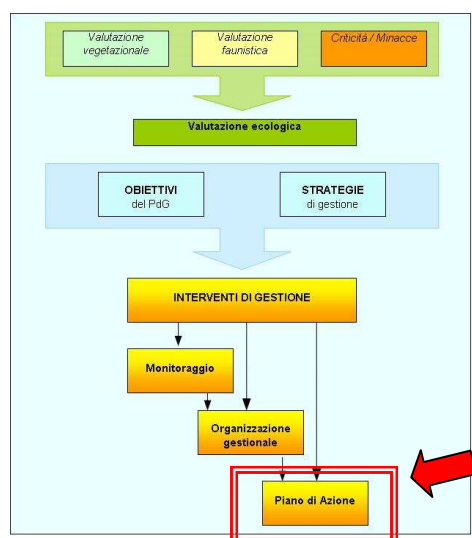 Valutazione
vegetazionale
Valutazione
faunistica
Criticità / Minacce
Valutazione ecologica
OBIETTIVI
del PdG
STRATEGIE
di gestione
INTERVENTI DI GESTIONE
Monitoraggio
Organizzazione
gestionale
Piano di Azione